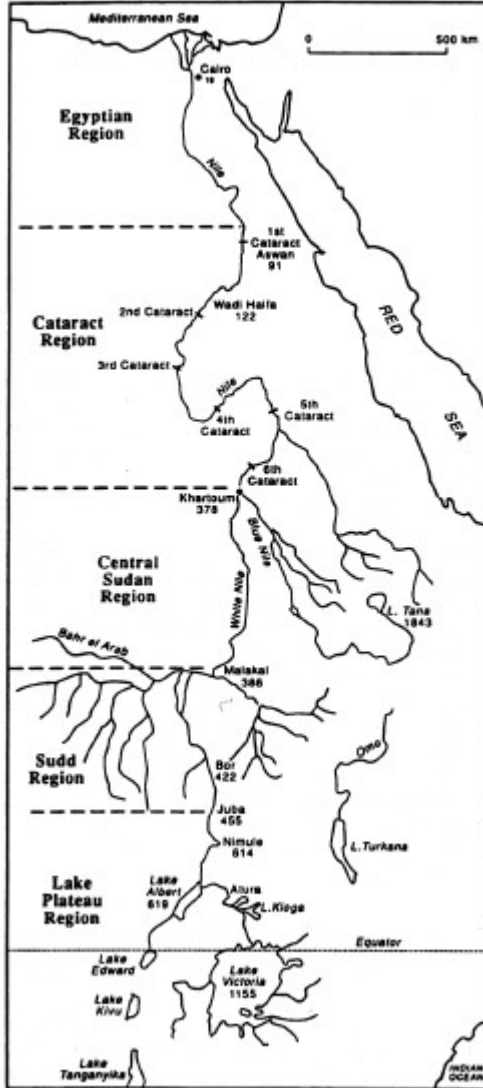 Mediterranean Sea
0 500 km
Cairo
19
Egyptian
Region
Nile
1st
Cataract
Aswan
91
Wadi Halfa
122
2nd Cataract
Cataract
Region
RED
SEA
3rd Cataract
Nile
4th
Cataract
5th
Cataract
6th
Cataract
Khartoum
378
Blue Nile
Central
Sudan
Region
White Nile
L. Tana
1843
Bahr el Arab
Malakal
386
Sudd
Region
Omo
Bor
422
Juba
455
Nimule
614
L.Turkana
Lake
Plateau
Region
Lake
Albert
619
Atura
L.Kioga
Equator
Lake
Edward
Lake
Victoria
1155
Lake
Kivu
Lake
Tanganyika
INDIAN
OCEAN